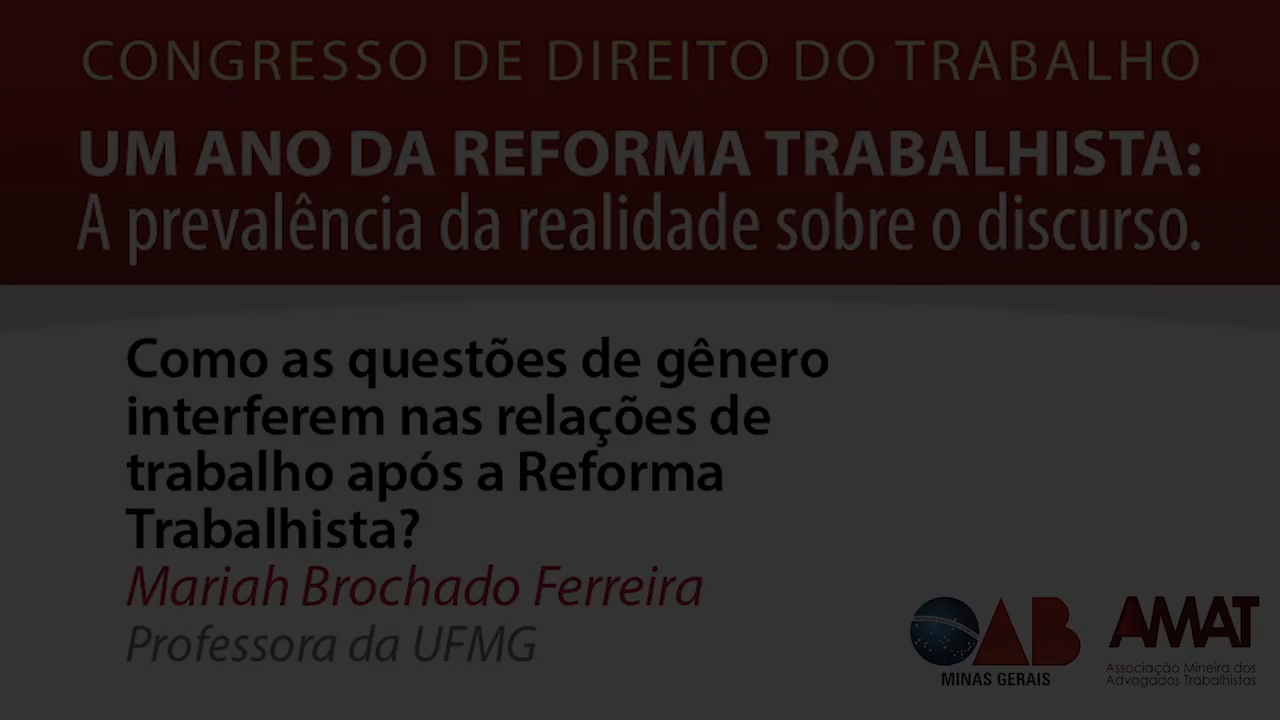 CONGRESSO DE DIREITO DO TRABALHO
UM ANO DA REFORMA TRABALHISTA:
A prevalência da realidade sobre o discurso.
Como as questões de gênero
interferem nas relações de
trabalho após a Reforma
Trabalhista?
Mariah Brochado Ferreira
Professora da UFMG
OAB
MINAS GERAIS
AMAT
Associação Mineira dos
Advogados Trabalhistas